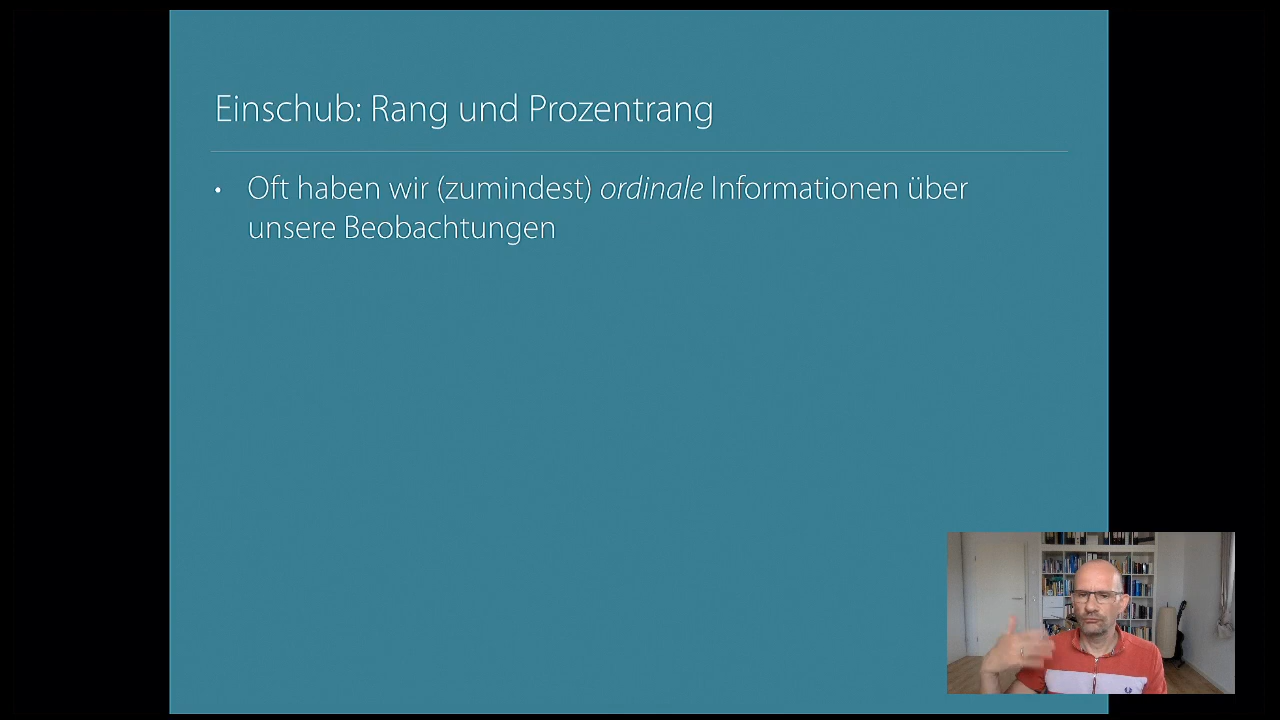 Einschub: Rang und Prozentrang
• Oft haben wir (zumindest) ordinale Informationen über
unsere Beobachtungen